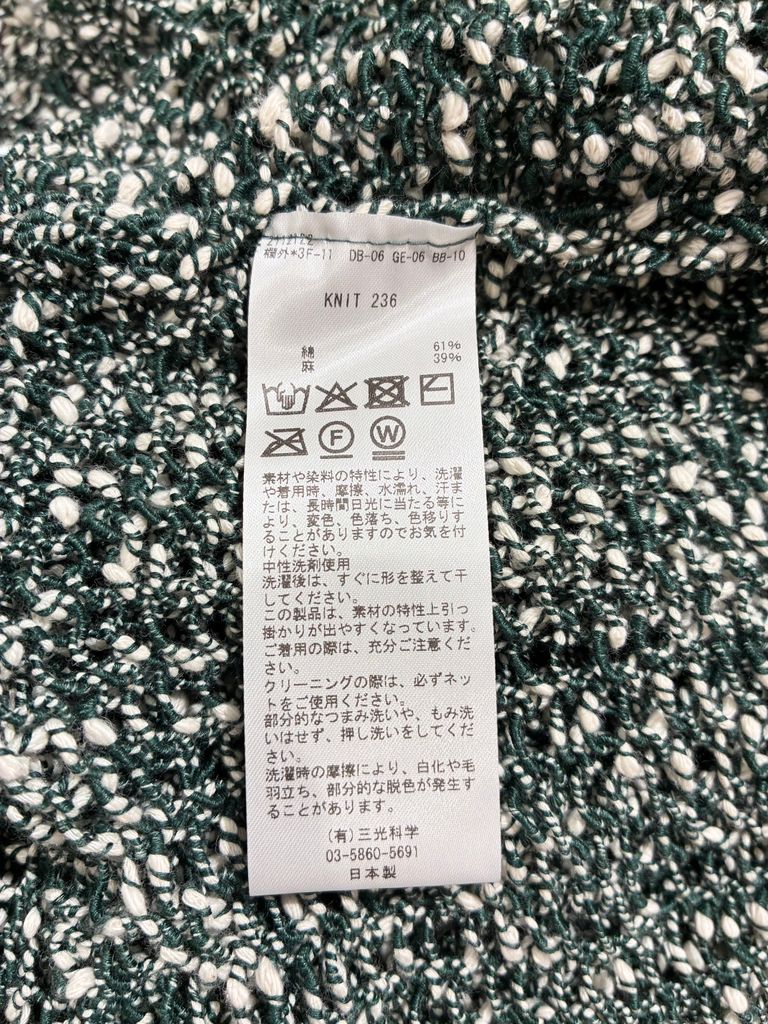 欄外*3F-11 DB-06 GE-06 BB-10
KNIT 236
綿 61%
麻 39%
F W
素材や染料の特性により、洗濯
や着用時、摩擦、水濡れ、汗ま
たは、長時間日光に当たる等に
より、変色、色落ち、色移りす
ることがありますのでお気を付
けください。
中性洗剤使用
洗濯後は、すぐに形を整えて干
してください。
この製品は、素材の特性上引っ
掛かりが出やすくなっています。
ご着用の際は、充分ご注意くだ
さい。
クリーニングの際は、必ずネッ
トをご使用ください。
部分的なつまみ洗いや、もみ洗
いはせず、押し洗いをしてくだ
さい。
洗濯時の摩擦により、白化や毛
羽立ち、部分的な脱色が発生す
ることがあります。
(有)三光科学
03-5860-5691
日本製